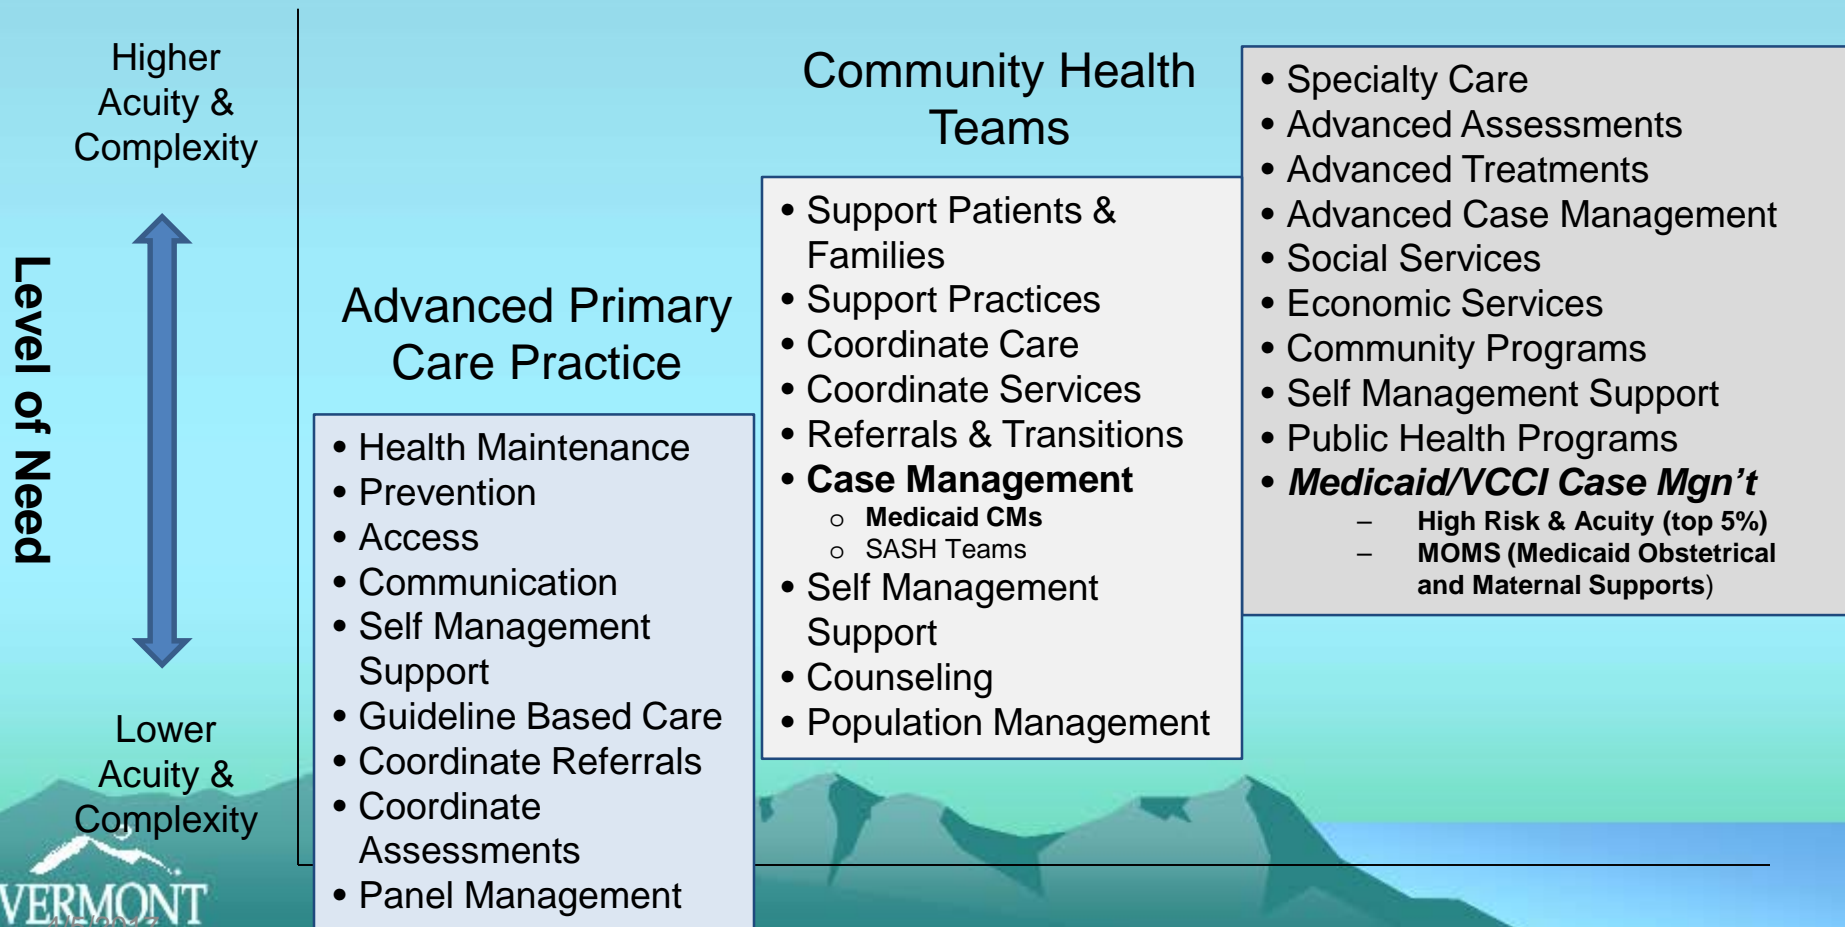 Higher
Acuity &
Complexity
Level of Need
Lower
Acuity &
Complexity
VERMONT
Advanced Primary
Care Practice
• Health Maintenance
• Prevention
• Access
• Communication
• Self Management
Support
• Guideline Based Care
• Coordinate Referrals
• Coordinate
Assessments
• Panel Management
Community Health
Teams
• Support Patients &
Families
• Support Practices
• Coordinate Care
• Coordinate Services
• Referrals & Transitions
• Case Management
o Medicaid CMs
o SASH Teams
• Self Management
Support
• Counseling
• Population Management
• Specialty Care
• Advanced Assessments
• Advanced Treatments
• Advanced Case Management
• Social Services
• Economic Services
• Community Programs
• Self Management Support
• Public Health Programs
• Medicaid/VCCI Case Mgn’t
– High Risk & Acuity (top 5%)
– MOMS (Medicaid Obstetrical
and Maternal Supports)